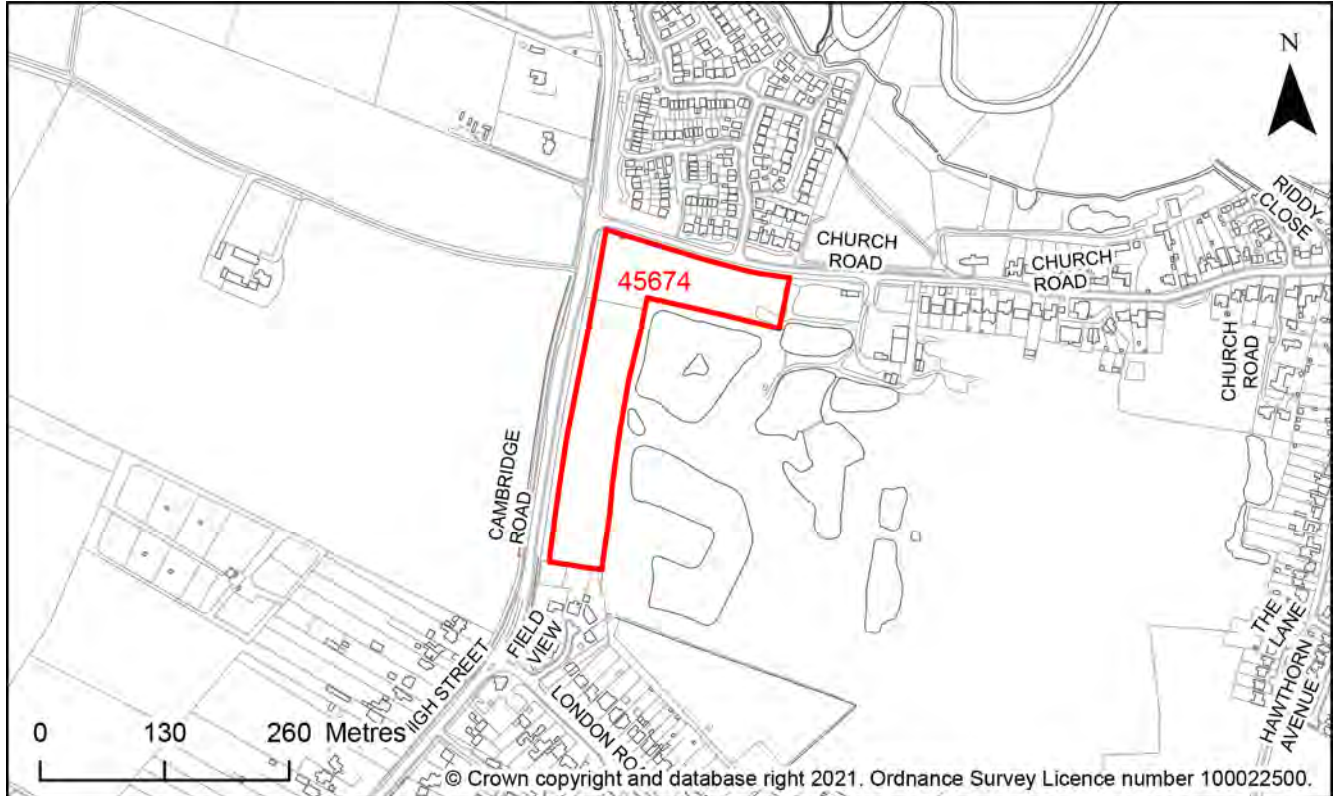 N
RIDDY
CLOSE
CHURCH
ROAD
CHURCH
ROAD
45674
CHURCH
ROAD
CAMBRIDGE
ROAD
FIELD
VIEW
HIGH STREET
LONDON RO
THE
LANE
HAWTHORN
AVENUE
0 130 260 Metres
© Crown copyright and database right 2021. Ordnance Survey Licence number 100022500.